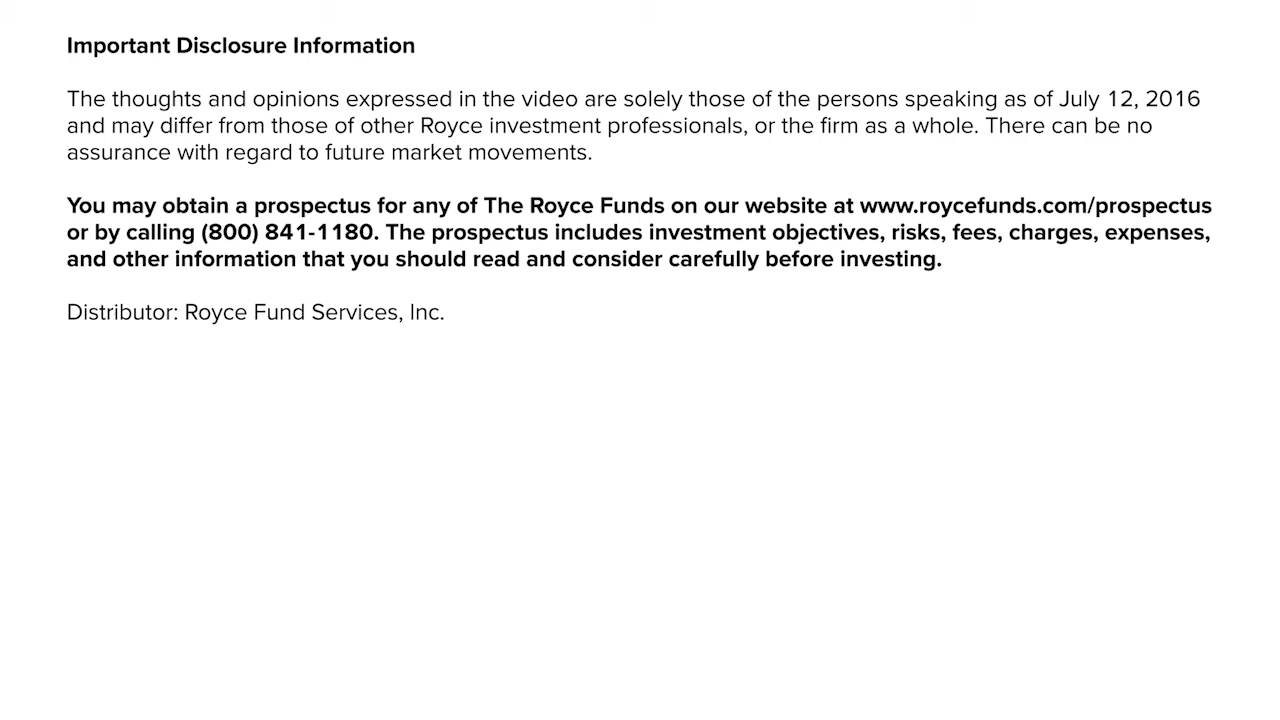 Important Disclosure Information
The thoughts and opinions expressed in the video are solely those of the persons speaking as of July 12, 2016
and may differ from those of other Royce investment professionals, or the firm as a whole. There can be no
assurance with regard to future market movements.
You may obtain a prospectus for any of The Royce Funds on our website at www.roycefunds.com/prospectus
or by calling (800) 841-1180. The prospectus includes investment objectives, risks, fees, charges, expenses,
and other information that you should read and consider carefully before investing.
Distributor: Royce Fund Services, Inc.